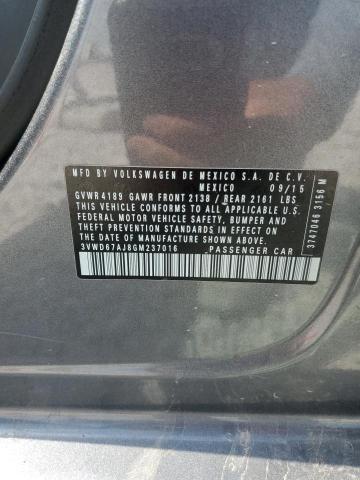 MFD. BY VOLKSWAGEN DE MEXICO S.A. DE C.V.
MEXICO 09/15
GVWR 4189 GAWR FRONT 2138 / REAR 2161 LBS
THIS VEHICLE CONFORMS TO ALL APPLICABLE U.S.
FEDERAL MOTOR VEHICLE SAFETY, BUMPER AND
THEFT PREVENTION STANDARDS IN EFFECT ON
THE DATE OF MANUFACTURE SHOWN ABOVE.
3VWD67AJ8GM237016 PASSENGER CAR
3747046 3156 M